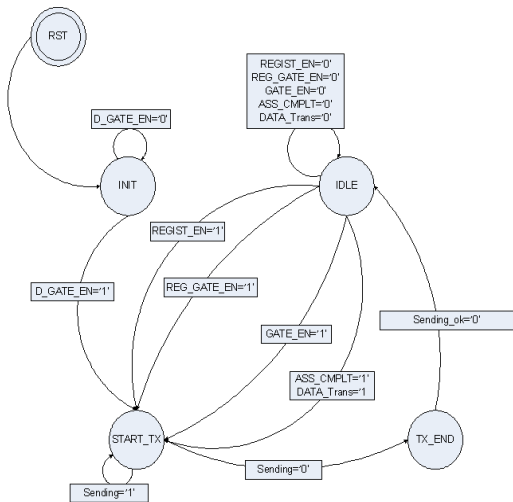 RST
REGIST_EN='0'
REG_GATE_EN='0'
GATE_EN='0'
ASS_CMPLT='0'
DATA_Trans='0'
D_GATE_EN='0'
INIT
IDLE
REGIST_EN='1'
REG_GATE_EN='1'
D_GATE_EN='1'
GATE_EN='1'
Sending_ok='0'
ASS_CMPLT='1'
DATA_Trans='1
START_TX
TX_END
Sending='0'
Sending='1'